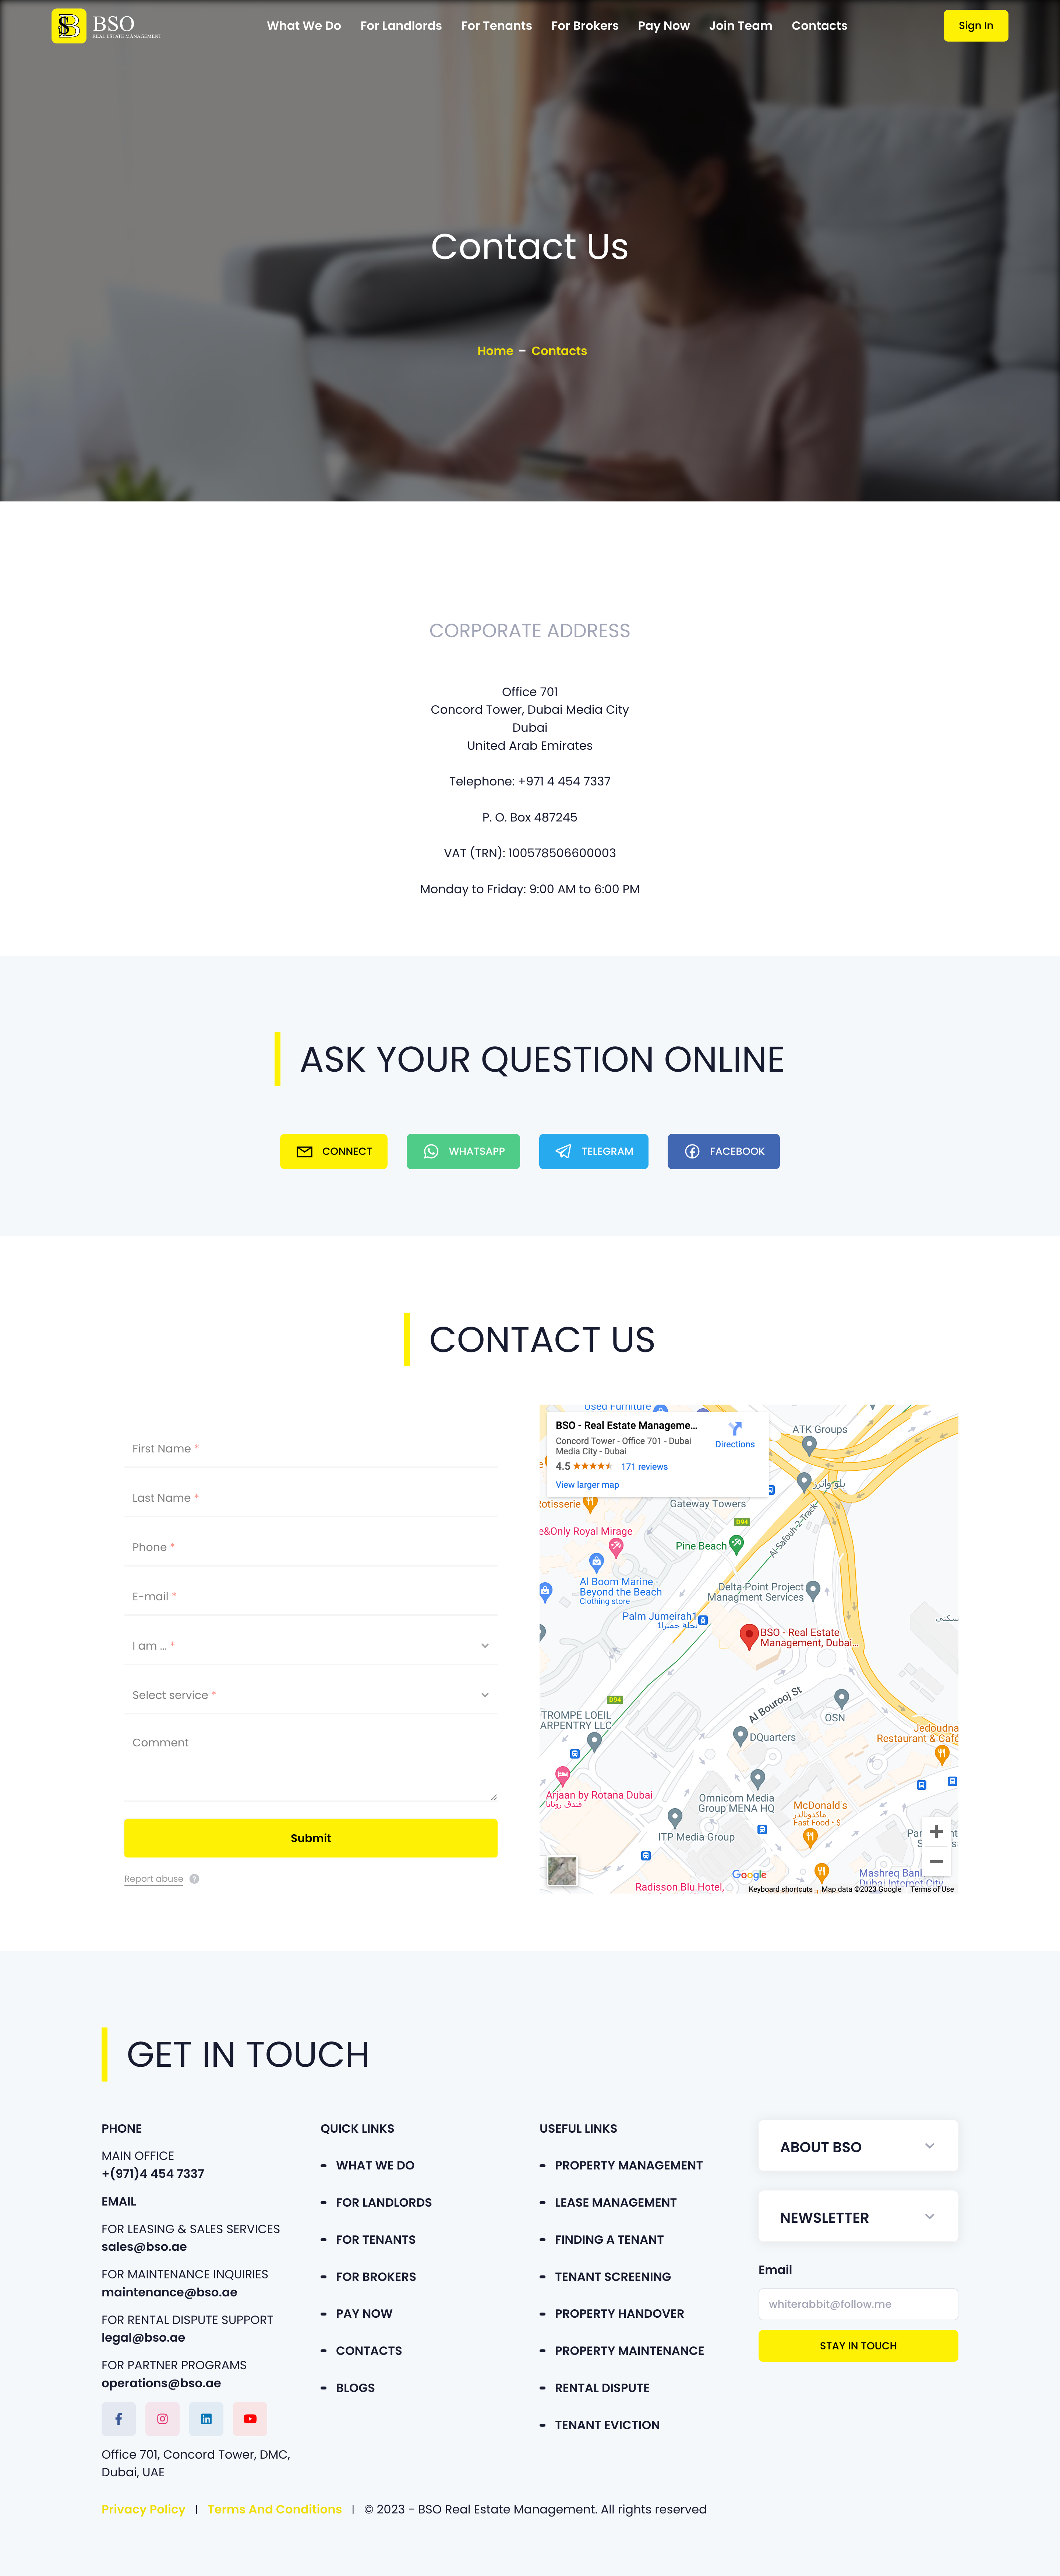 BSO
REAL ESTATE MANAGEMENT
What We Do
For Landlords
For Tenants
For Brokers
Pay Now
Join Team
Contacts
Sign In
Contact Us
Home – Contacts
CORPORATE ADDRESS
Office 701
Concord Tower, Dubai Media City
Dubai
United Arab Emirates
Telephone: +971 4 454 7337
P. O. Box 487245
VAT (TRN): 100578506600003
Monday to Friday: 9:00 AM to 6:00 PM
ASK YOUR QUESTION ONLINE
CONNECT
WHATSAPP
TELEGRAM
FACEBOOK
CONTACT US
First Name *
Last Name *
Phone *
E-mail *
I am ... *
Select service *
Comment
Submit
Report abuse
Used Furniture
BSO - Real Estate Manageme...
Concord Tower - Office 701 - Dubai
Media City - Dubai
4.5
171 reviews
View larger map
Directions
ATK Groups
بلو واترز
Rotisserie
Gateway Towers
D94
Al-Safouh-2-Track
e&Only Royal Mirage
Pine Beach
Al Boom Marine -
Beyond the Beach
Clothing store
Delta Point Project
Managment Services
Palm Jumeirah1
نخلة جميرا1
سكني
BSO - Real Estate
Management, Dubai...
D94
Al Bourooj St
TROMPE LOEIL
ARPENTRY LLC
OSN
DQuarters
Jedoudna
Restaurant & Café
Arjaan by Rotana Dubai
فندق روتانا
Omnicom Media
Group MENA HQ
McDonald's
ماكدونالدز
Fast Food • $
ITP Media Group
Radisson Blu Hotel,
Google
Mashreq Bank
Dubai Internet City
Keyboard shortcuts
Map data ©2023 Google
Terms of Use
GET IN TOUCH
PHONE
MAIN OFFICE
+(971)4 454 7337
EMAIL
FOR LEASING & SALES SERVICES
sales@bso.ae
FOR MAINTENANCE INQUIRIES
maintenance@bso.ae
FOR RENTAL DISPUTE SUPPORT
legal@bso.ae
FOR PARTNER PROGRAMS
operations@bso.ae
Office 701, Concord Tower, DMC,
Dubai, UAE
QUICK LINKS
WHAT WE DO
FOR LANDLORDS
FOR TENANTS
FOR BROKERS
PAY NOW
CONTACTS
BLOGS
USEFUL LINKS
PROPERTY MANAGEMENT
LEASE MANAGEMENT
FINDING A TENANT
TENANT SCREENING
PROPERTY HANDOVER
PROPERTY MAINTENANCE
RENTAL DISPUTE
TENANT EVICTION
ABOUT BSO
NEWSLETTER
Email
whiterabbit@follow.me
STAY IN TOUCH
Privacy Policy | Terms And Conditions | © 2023 - BSO Real Estate Management. All rights reserved